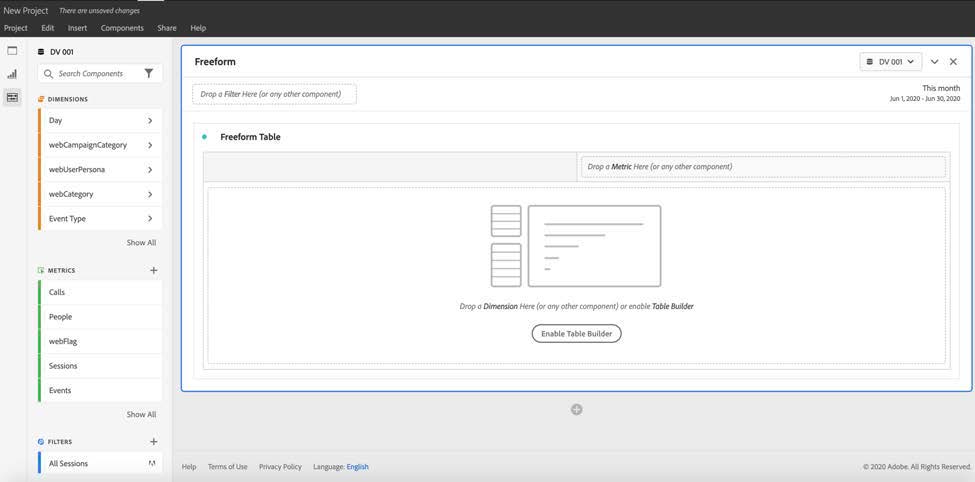 New Project There are unsaved changes
Project Edit Insert Components Share Help
DV 001
Search Components
DIMENSIONS
Day
webCampaignCategory
webUserPersona
webCategory
Event Type
Show All
METRICS
Calls
People
webFlag
Sessions
Events
Show All
FILTERS
All Sessions
Freeform
DV 001
Drop a Filter Here (or any other component)
This month
Jun 1, 2020 - Jun 30, 2020
Freeform Table
Drop a Metric Here (or any other component)
Drop a Dimension Here (or any other component) or enable Table Builder
Enable Table Builder
Help Terms of Use Privacy Policy Language: English
© 2020 Adobe. All Rights Reserved.